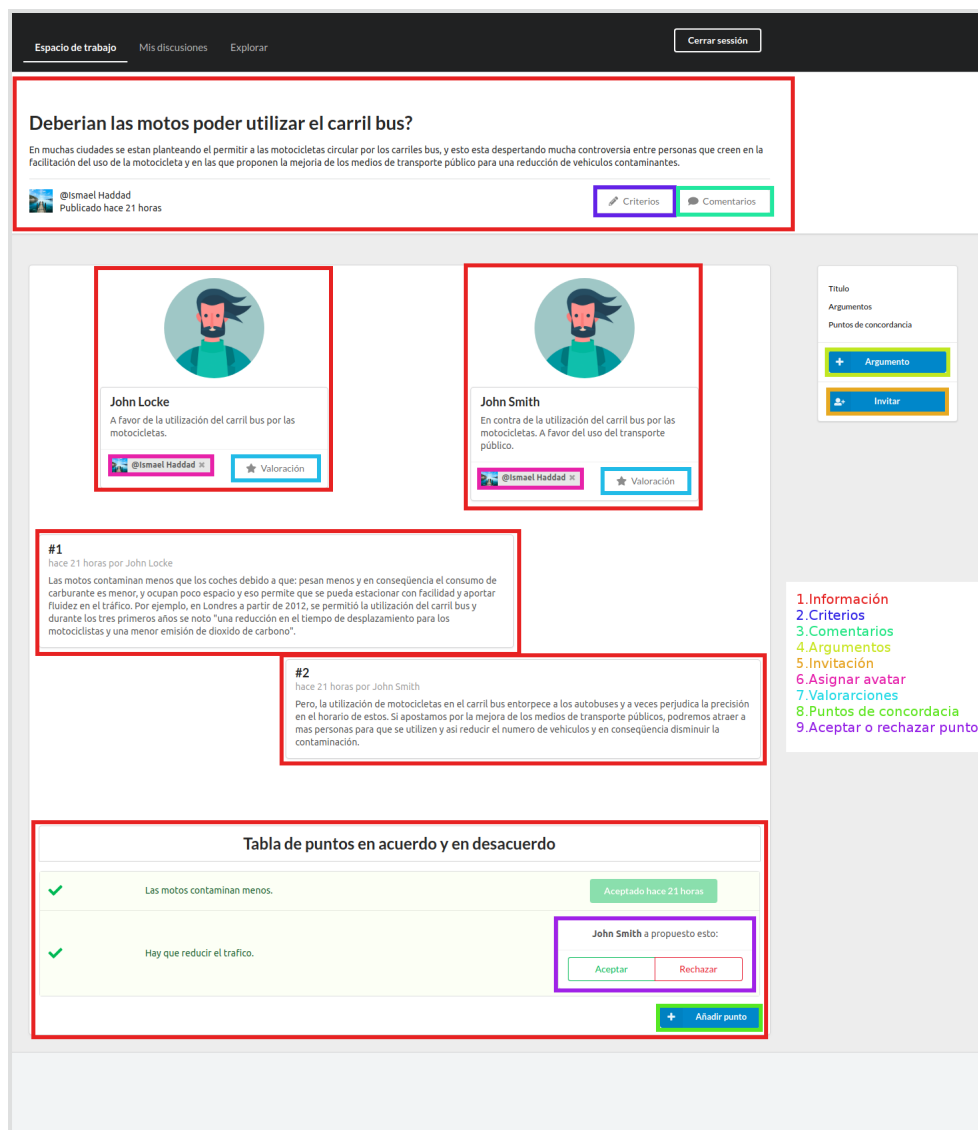 Espacio de trabajo Mis discusiones Explorar Cerrar sessión
Deberian las motos poder utilizar el carril bus?
En muchas ciudades se estan planteando el permitir a las motocicletas circular por los carriles bus, y esto esta despertando mucha controversia entre personas que creen en la
facilitación del uso de la motocicleta y en las que proponen la mejoria de los medios de transporte público para una reducción de vehiculos contaminantes.
@Ismael Haddad
Publicado hace 21 horas
Criterios Comentarios
John Locke
A favor de la utilización del carril bus por las
motocicletas.
@Ismael Haddad
Valoración
John Smith
En contra de la utilización del carril bus por las
motocicletas. A favor del uso del transporte
público.
@Ismael Haddad
Valoración
Título
Argumentos
Puntos de concordancia
Argumento
Invitar
#1
hace 21 horas por John Locke
Las motos contaminan menos que los coches debido a que: pesan menos y en conseqüencia el consumo de
carburante es menor, y ocupan poco espacio y eso permite que se pueda estacionar con facilidad y aportar
fluidez en el tráfico. Por ejemplo, en Londres a partir de 2012, se permitió la utilización del carril bus y
durante los tres primeros años se noto "una reducción en el tiempo de desplazamiento para los
motociclistas y una menor emisión de dioxido de carbono".
#2
hace 21 horas por John Smith
Pero, la utilización de motocicletas en el carril bus entorpece a los autobuses y a veces perjudica la precisión
en el horario de estos. Si apostamos por la mejora de los medios de transporte públicos, podremos atraer a
mas personas para que se utilizen y asi reducir el numero de vehiculos y en conseqüencia disminuir la
contaminación.
1.Información
2.Criterios
3.Comentarios
4.Argumentos
5.Invitación
6.Asignar avatar
7.Valorarciones
8.Puntos de concordacia
9.Aceptar o rechazar punto
Tabla de puntos en acuerdo y en desacuerdo
Las motos contaminan menos. Aceptado hace 21 horas
Hay que reducir el trafico.
John Smith a propuesto esto:
Aceptar Rechazar
Añadir punto